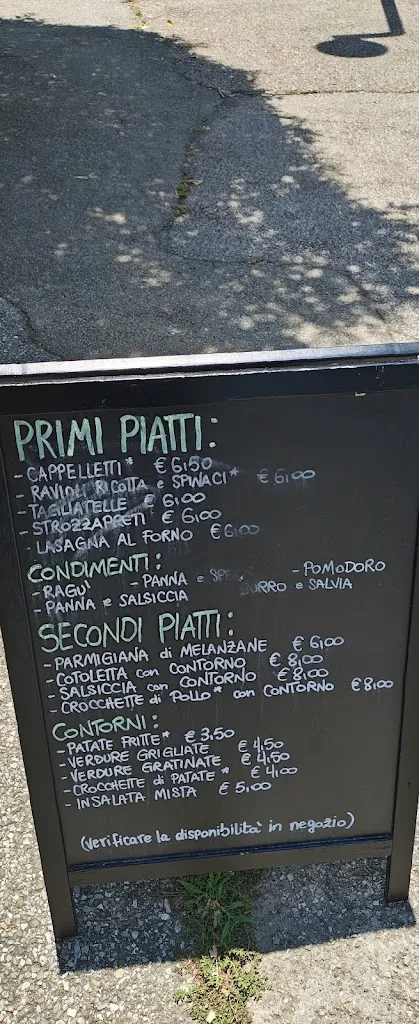 PRIMI PIATTI:
- CAPPELLETTI* € 6,50
- RAVIOLI RICOTTA e SPINACI* € 6,00
- TAGLIATELLE € 6,00
- STROZZAPRETI € 6,00
- LASAGNA AL FORNO € 6,00
CONDIMENTI:
- RAGU' - PANNA e - POMODORO
- PANNA e SALSICCIA BURRO e SALVIA
SECONDI PIATTI:
- PARMIGIANA di MELANZANE € 6,00
- COTOLETTA con CONTORNO € 8,00
- SALSICCIA con CONTORNO € 8,00
- CROCCHETTE di POLLO* con CONTORNO € 8,00
CONTORNI:
- PATATE FRITTE* € 3,50
- VERDURE GRIGLIATE € 4,50
- VERDURE GRATINATE € 4,50
- CROCCHETTE di PATATE* € 4,00
- INSALATA MISTA € 5,00
(verificare la disponibilità in negozio)